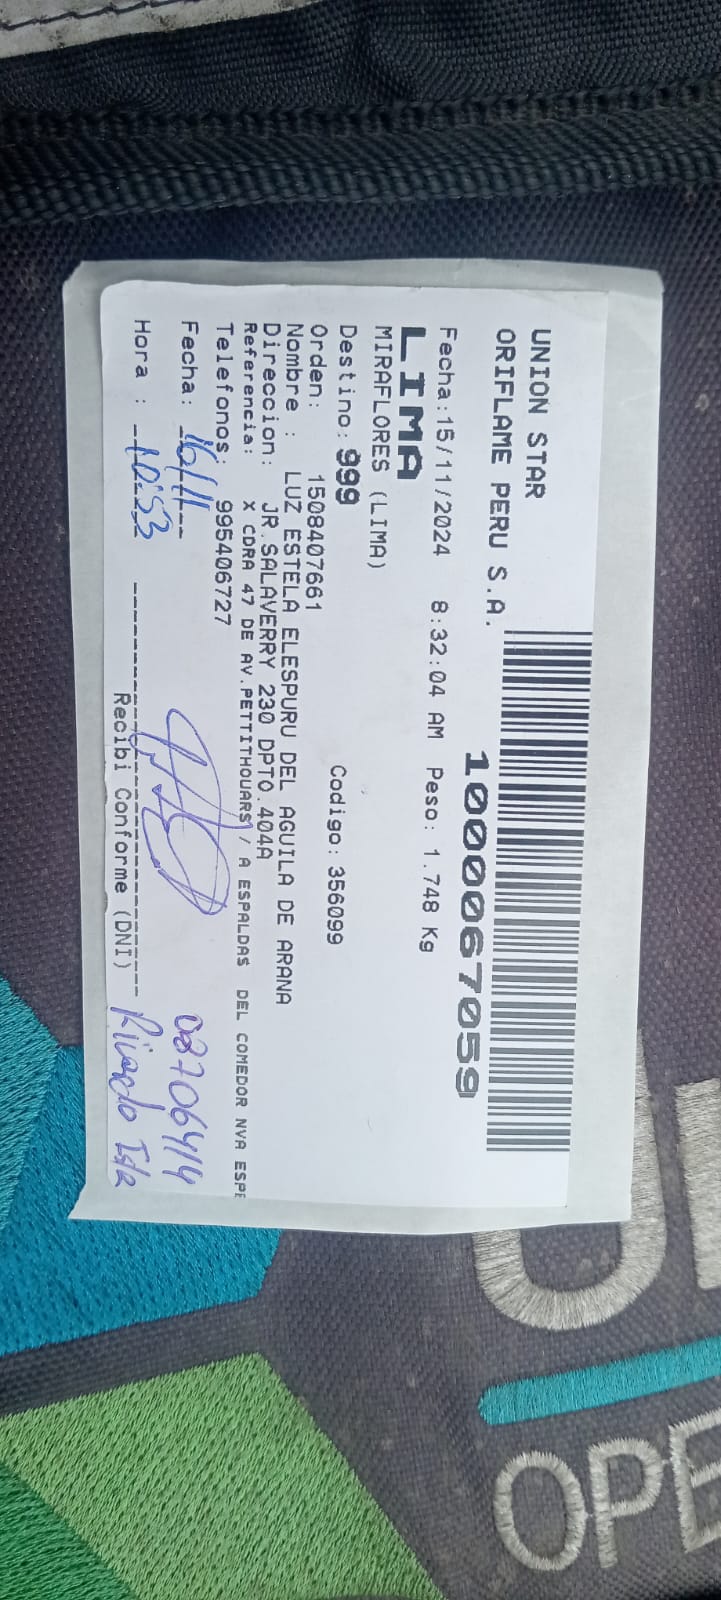 UNION STAR
ORIFLAME PERU S.A.
1000067059
Fecha:15/11/2024 8:32:04 AM Peso: 1.748 Kg
LIMA
MIRAFLORES (LIMA)
Destino: 999 Codigo: 356099
Orden: 1508407661
Nombre : LUZ ESTELA ELESPURU DEL AGUILA DE ARANA
Direccion: JR.SALAVERRY 230 DPTO.404A
Referencia: X CDRA 47 DE AV.PETTITHOUARS / A ESPALDAS DEL COMEDOR NVA ESPE
Telefonos: 995406727
Fecha: 16/11
08706414
Hora : 10:53
Recibi Conforme (DNI) Ricardo Isla
OPE